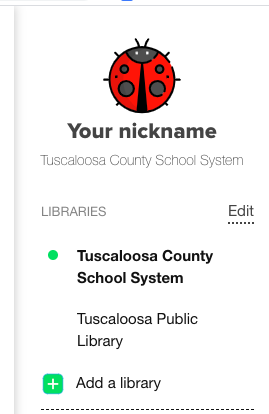 Your nickname
Tuscaloosa County School System
LIBRARIES
Edit
Tuscaloosa County
School System
Tuscaloosa Public
Library
Add a library